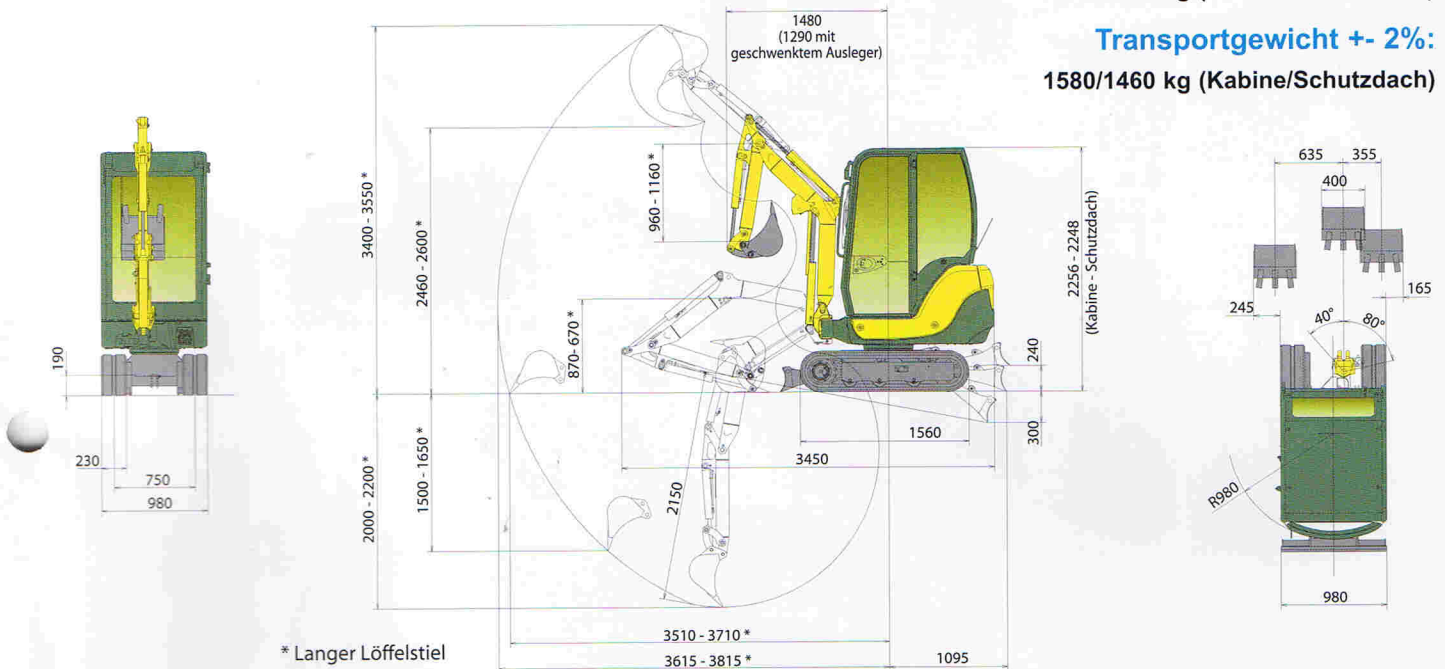 1480
(1290 mit
geschwenktem Ausleger)
Transportgewicht +- 2%:
1580/1460 kg (Kabine/Schutzdach)
3400 - 3550 *
2460 - 2600 *
960 - 1160 *
870- 670 *
2256 - 2248
(Kabine - Schutzdach)
240
300
1560
3450
2150
1500 - 1650 *
2000 - 2200 *
3510 - 3710 *
3615 - 3815 *
1095
190
230
750
980
635
355
400
245
165
40°
80°
R980
980
* Langer Löffelstiel